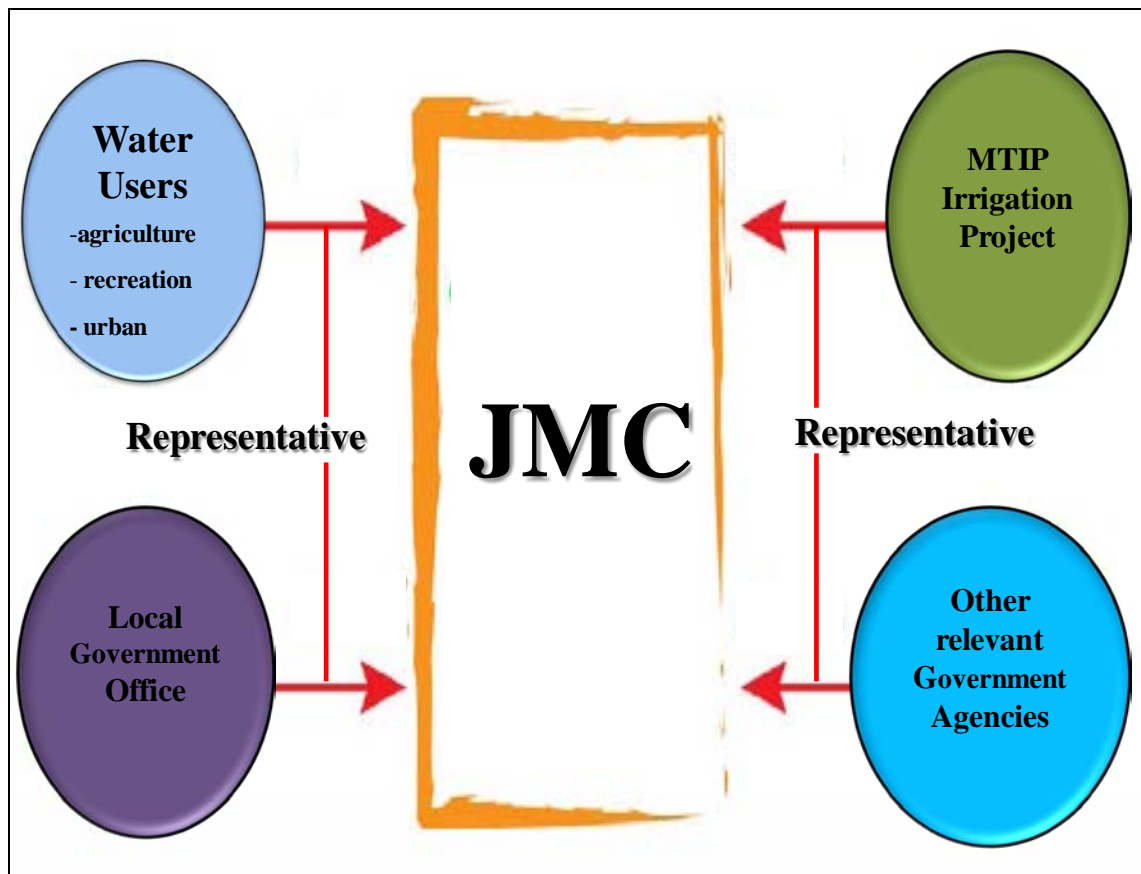 Water
Users
-agriculture
- recreation
- urban
MTIP
Irrigation
Project
Representative
JMC
Representative
Local
Government
Office
Other
relevant
Government
Agencies